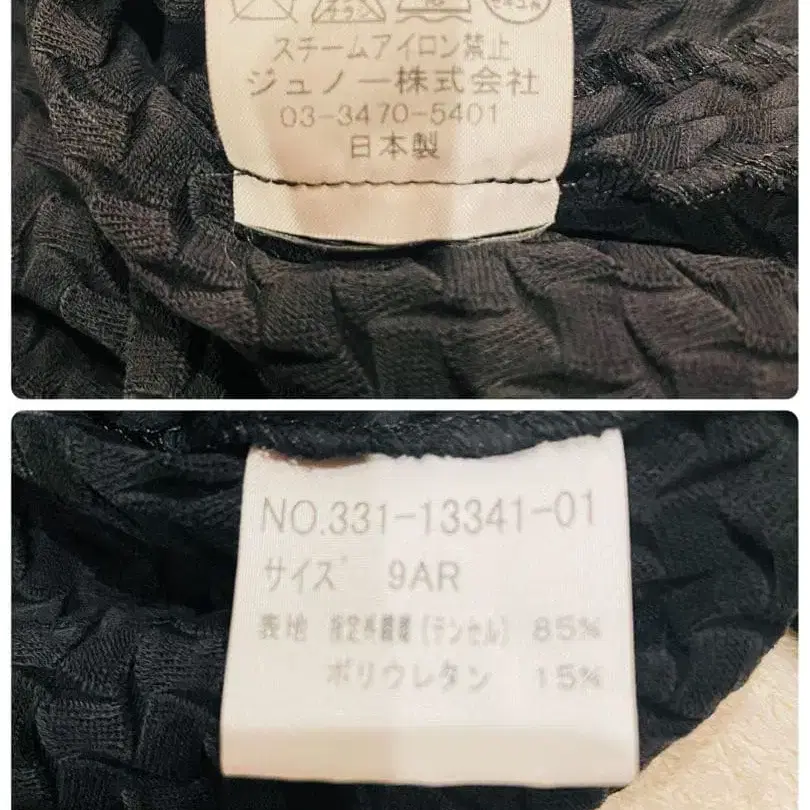 スチームアイロン禁止
ジュノー株式会社
03-3470-5401
日本製
NO.331-13341-01
サイズ 9AR
表地 指定外繊維(テンセル) 85%
ポリウレタン 15%